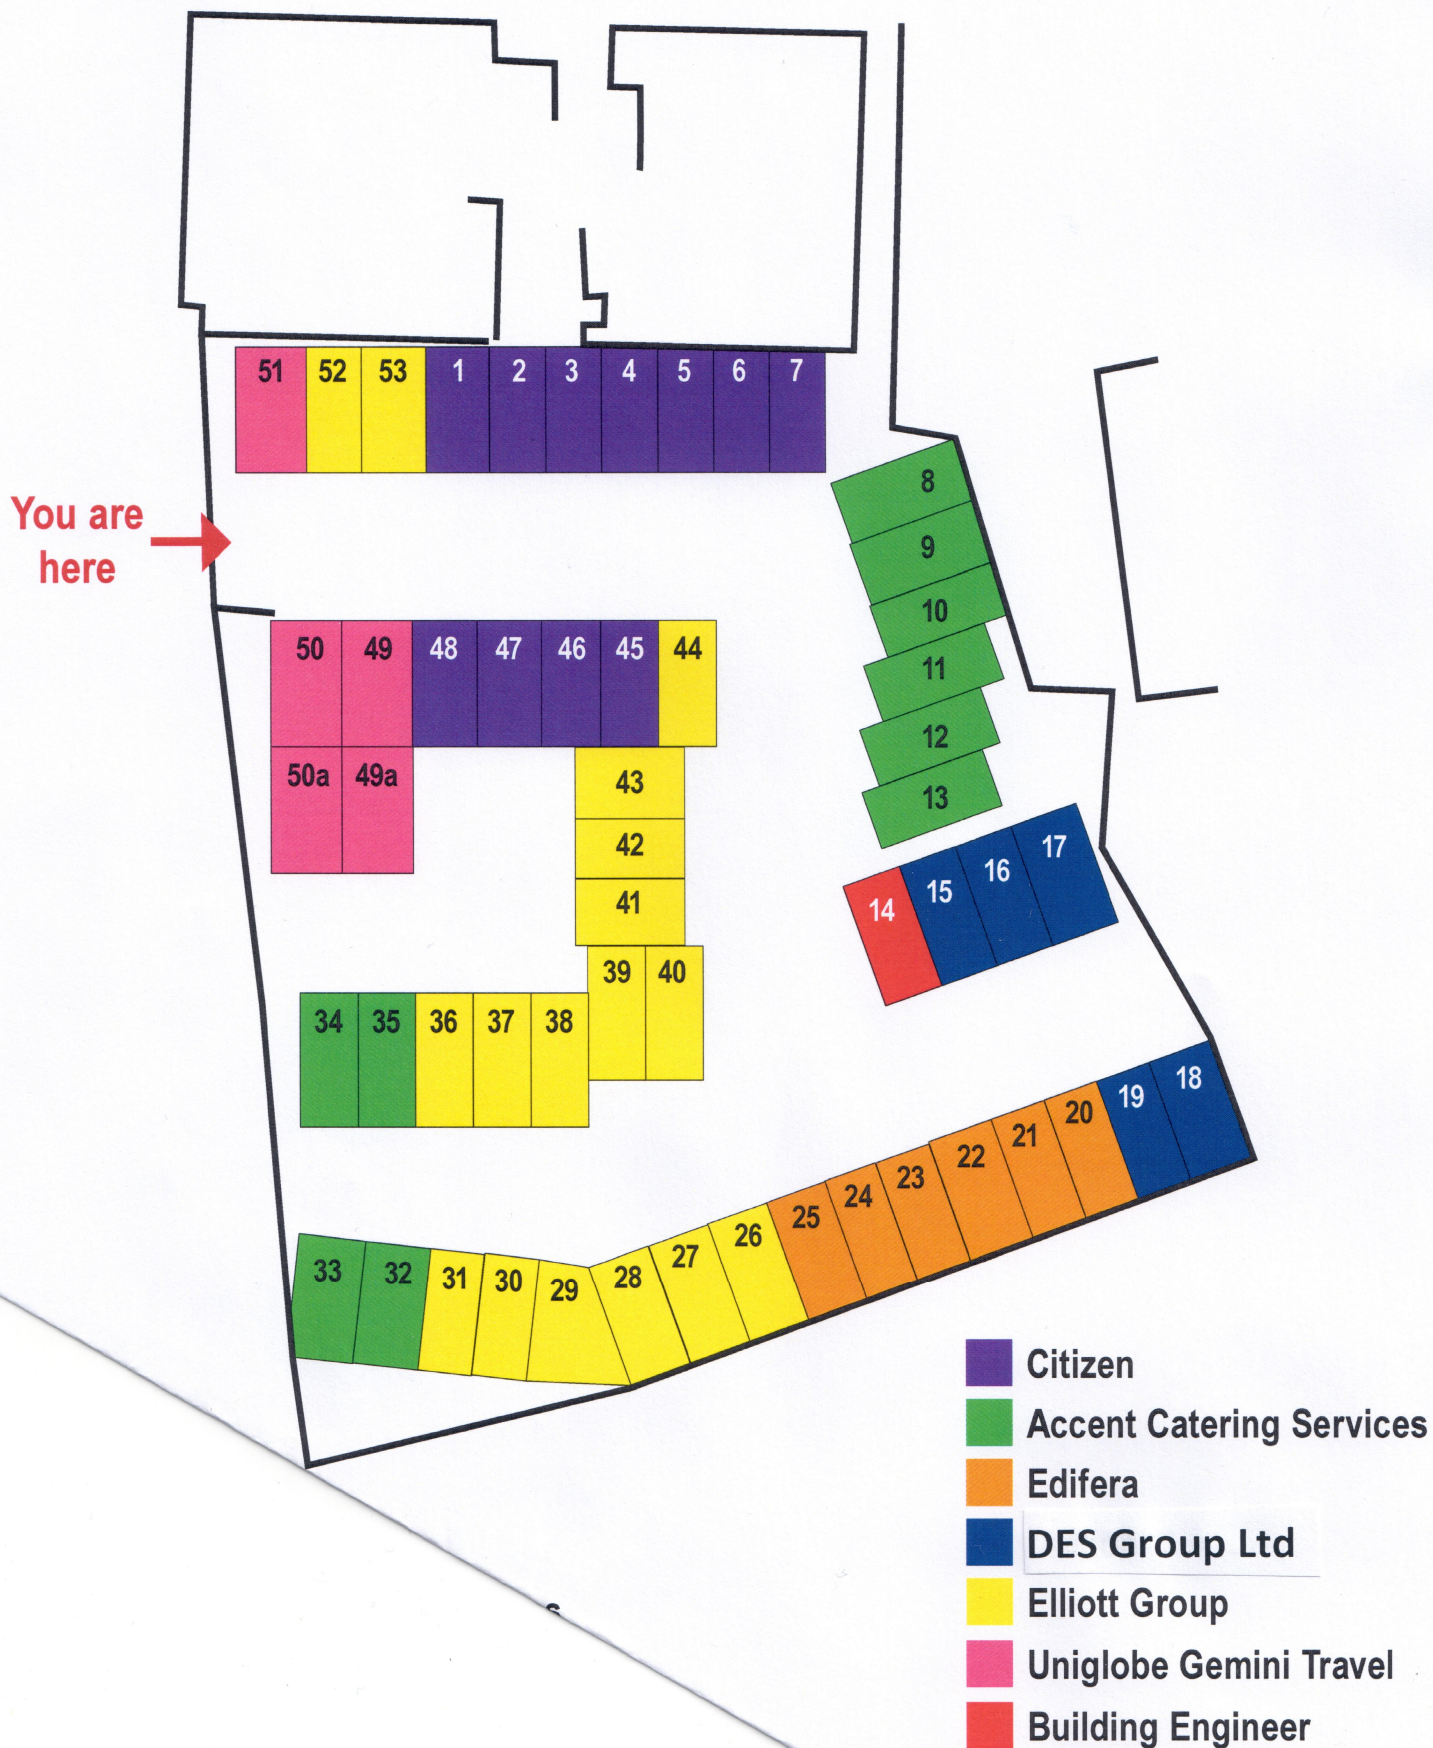 51 52 53 1 2 3 4 5 6 7
8
You are
here
9
10
50 49 48 47 46 45 44
11
12
50a 49a 43
13
42
17
16
15
41
14
39 40
34 35 36 37 38
18
19
20
21
22
23
24
25
26
27
33 32 31 30 29 28
Citizen
Accent Catering Services
Edifera
DES Group Ltd
Elliott Group
Uniglobe Gemini Travel
Building Engineer